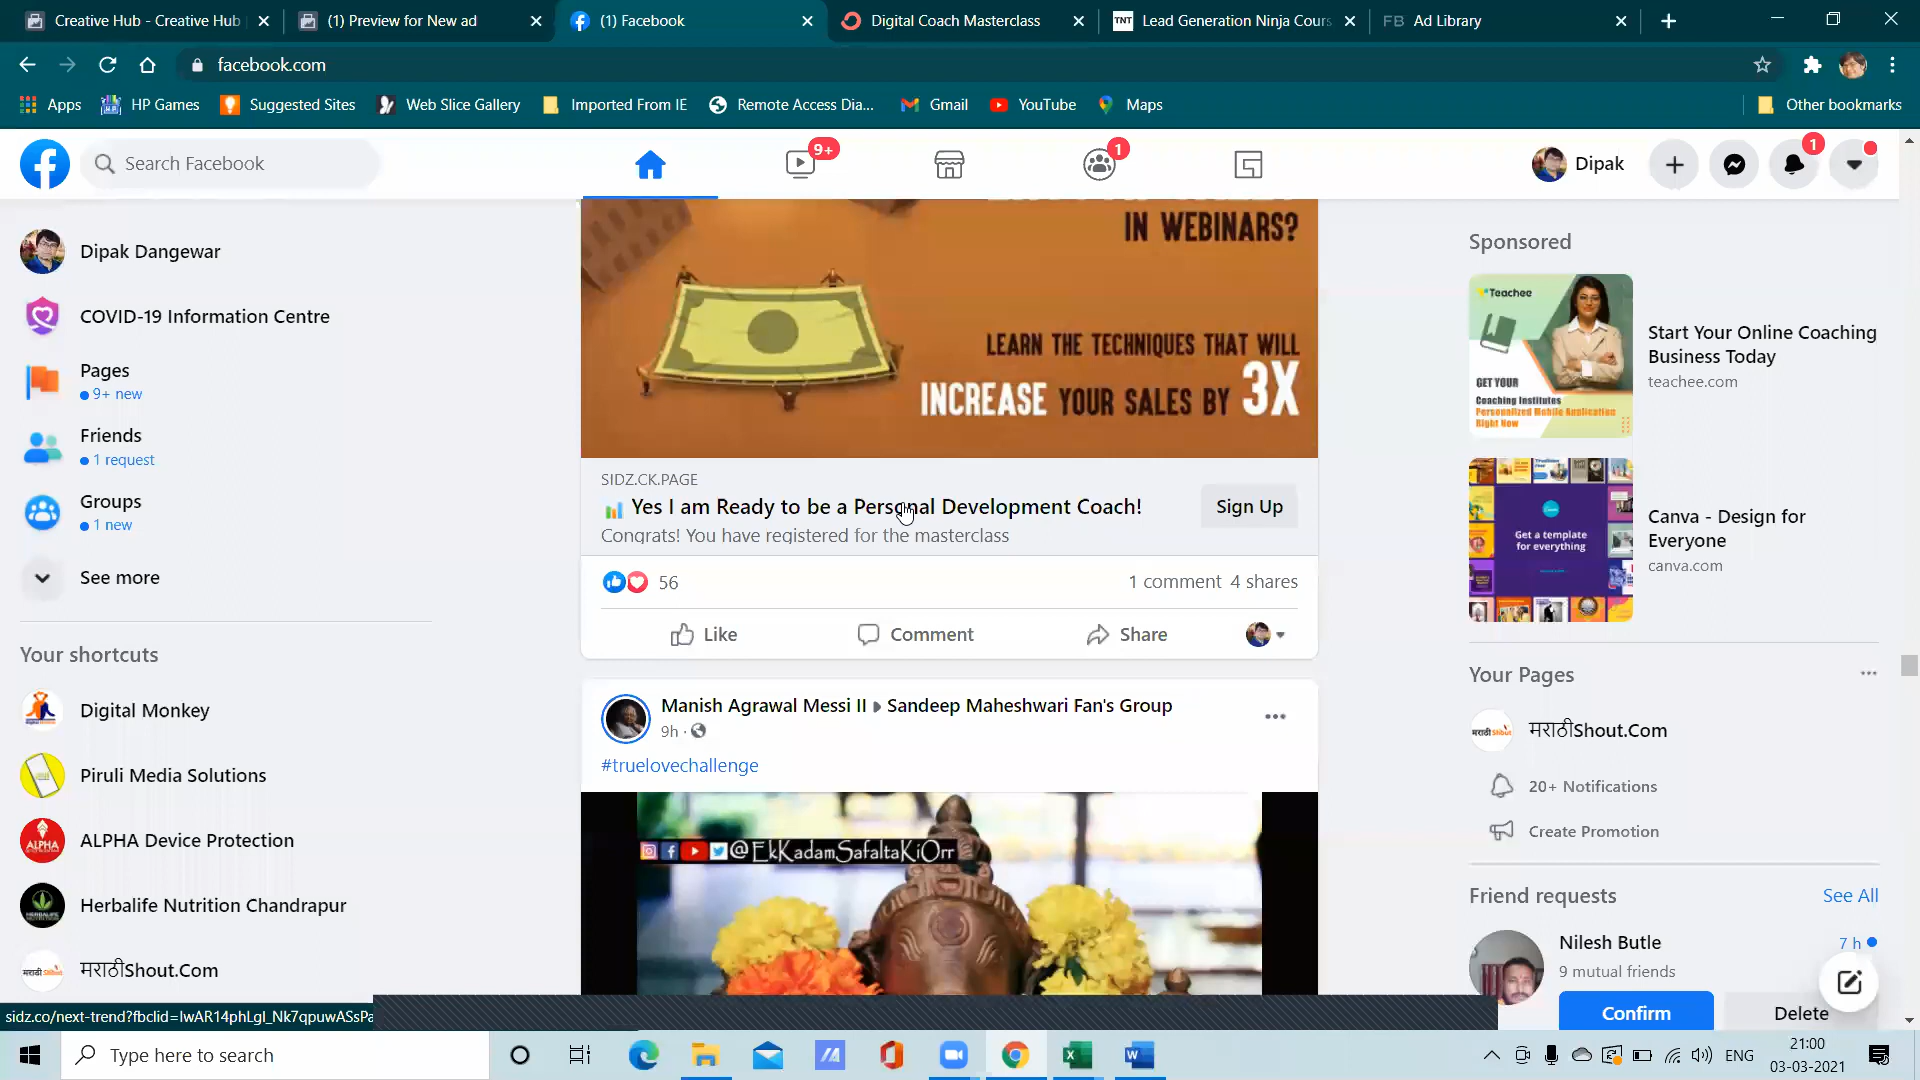 Creative Hub - Creative Hub
(1) Preview for New ad
(1) Facebook
Digital Coach Masterclass
TNT Lead Generation Ninja Cours
FB Ad Library
facebook.com
Apps
HP Games
Suggested Sites
Web Slice Gallery
Imported From IE
Remote Access Dia...
Gmail
YouTube
Maps
Other bookmarks
Search Facebook
9+
1
Dipak
1
Dipak Dangewar
COVID-19 Information Centre
Pages
9+ new
Friends
1 request
Groups
1 new
See more
Your shortcuts
Digital Monkey
Piruli Media Solutions
ALPHA
ALPHA Device Protection
Herbalife Nutrition Chandrapur
मराठी Shout
मराठीShout.Com
sidz.co/next-trend?fbclid=IwAR14phLgI_Nk7qpuwASsPa
IN WEBINARS?
LEARN THE TECHNIQUES THAT WILL
INCREASE YOUR SALES BY 3X
SIDZ.CK.PAGE
Yes I am Ready to be a Personal Development Coach!
Congrats! You have registered for the masterclass
Sign Up
56
1 comment 4 shares
Like
Comment
Share
Manish Agrawal Messi II ▸ Sandeep Maheshwari Fan's Group
9h ·
#truelovechallenge
@EkKadamSafaltaKiOrr
Sponsored
Teachee
GET YOUR
Coaching Institutes
Personalized Mobile Application
Right Now
Start Your Online Coaching
Business Today
teachee.com
Canva
Get a template
for everything
Canva - Design for
Everyone
canva.com
Your Pages
मराठी Shout
मराठीShout.Com
20+ Notifications
Create Promotion
Friend requests
See All
Nilesh Butle
7 h
9 mutual friends
Confirm
Delete
Type here to search
ENG
21:00
03-03-2021